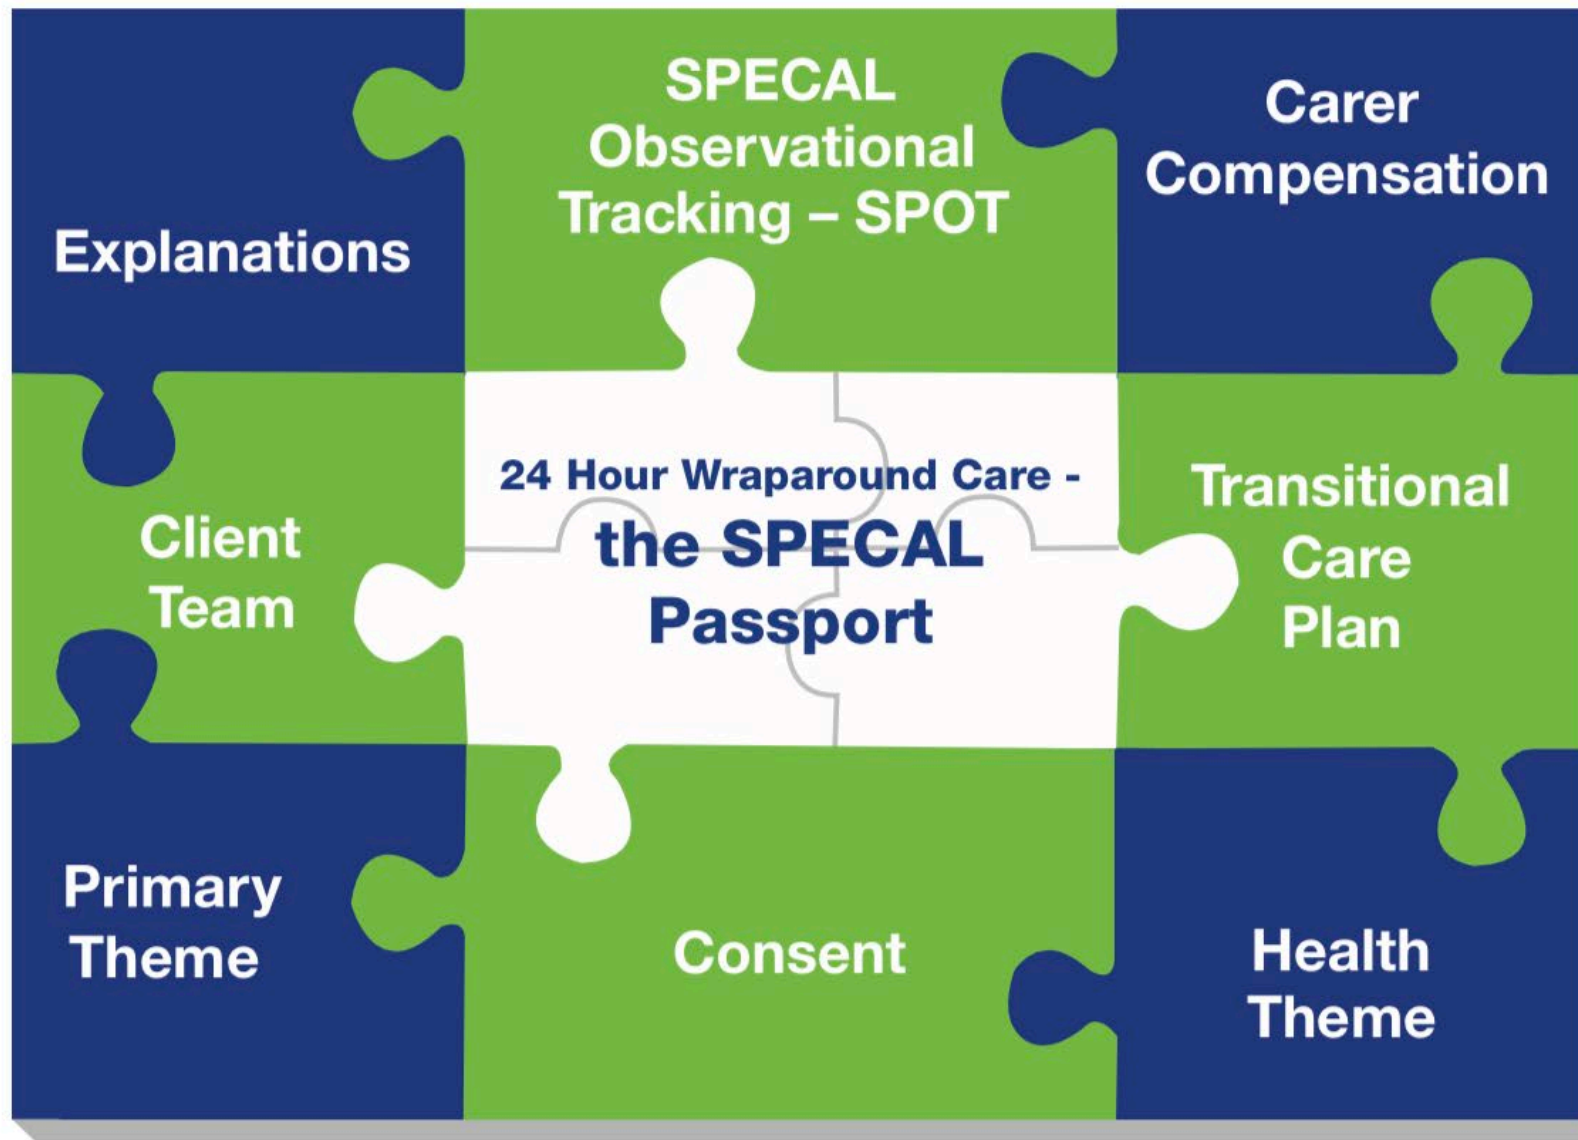 Explanations
SPECAL
Observational
Tracking – SPOT
Carer
Compensation
Client
Team
24 Hour Wraparound Care -
the SPECAL
Passport
Transitional
Care
Plan
Primary
Theme
Consent
Health
Theme